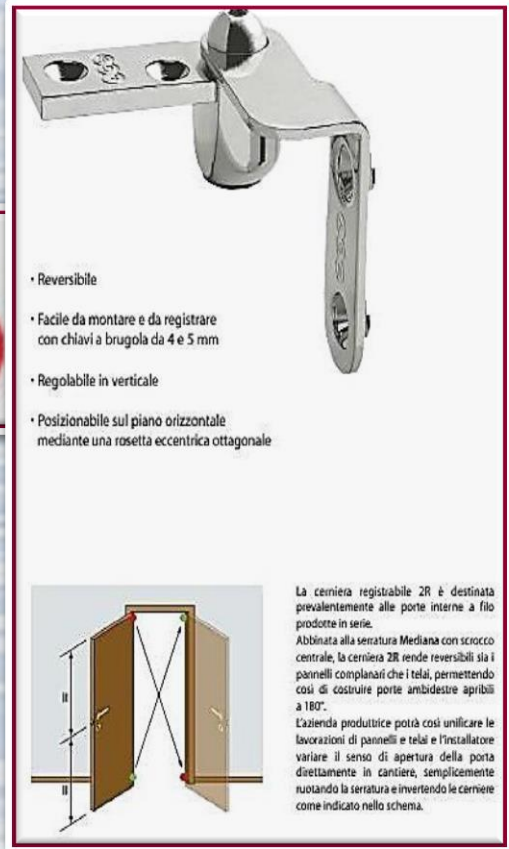 • Reversibile
• Facile da montare e da registrare
con chiavi a brugola da 4 e 5 mm
• Regolabile in verticale
• Posizionabile sul piano orizzontale
mediante una rosetta eccentrica ottagonale
La cerniera registrabile 2R è destinata
prevalentemente alle porte interne a filo
prodotte in serie.
Abbinata alla serratura Mediana con scrocco
centrale, la cerniera 2R rende reversibili sia i
pannelli complanari che i telai, permettendo
così di costruire porte ambidestre apribili
a 180°.
L'azienda produttrice potrà così unificare le
lavorazioni di pannelli e telai e l'installatore
variare il senso di apertura della porta
direttamente in cantiere, semplicemente
ruotando la serratura e invertendo le cerniere
come indicato nello schema.